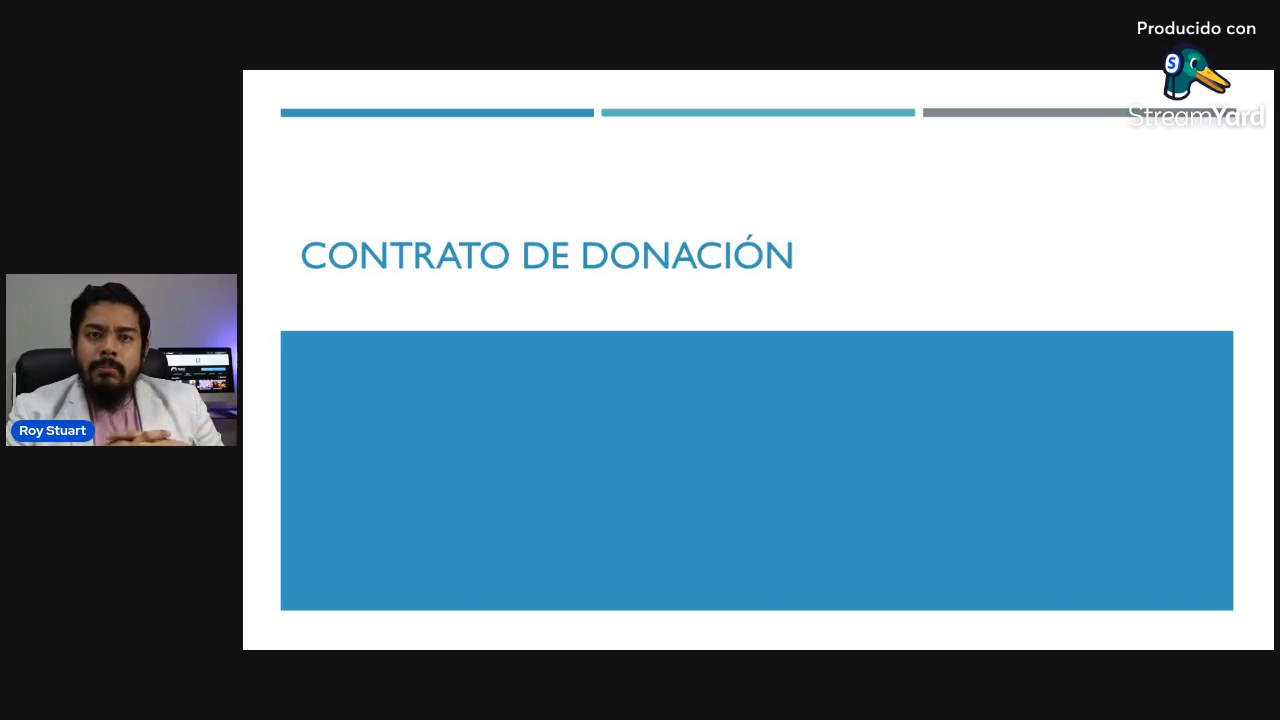 Producido con
S
StreamYard
CONTRATO DE DONACIÓN
Roy Stuart